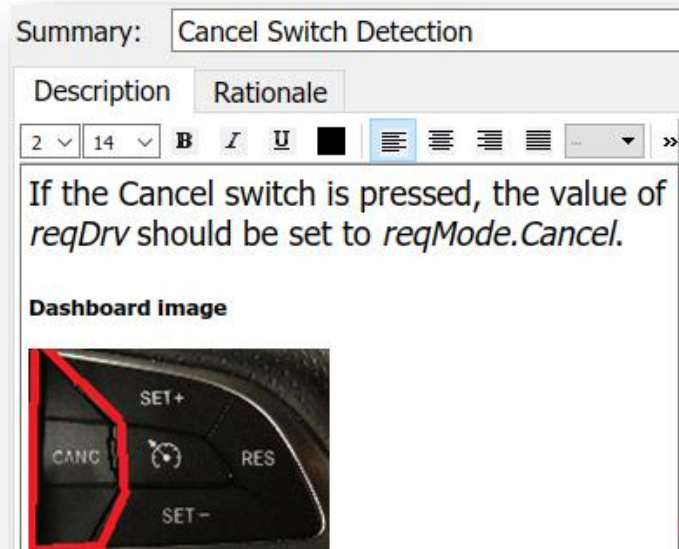 Summary: Cancel Switch Detection
Description Rationale
2 14 B I U ... »
If the Cancel switch is pressed, the value of
reqDrv should be set to reqMode.Cancel.
Dashboard image
SET+
CANC RES
SET-